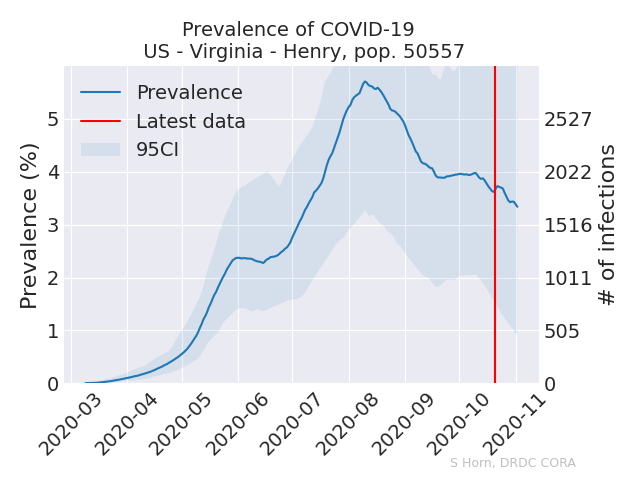 Prevalence of COVID-19
US - Virginia - Henry, pop. 50557
Prevalence
Latest data
95CI
Prevalence (%)
5
4
3
2
1
0
2527
2022
1516
1011
505
0
# of infections
2020-03
2020-04
2020-05
2020-06
2020-07
2020-08
2020-09
2020-10
2020-11
S Horn, DRDC CORA